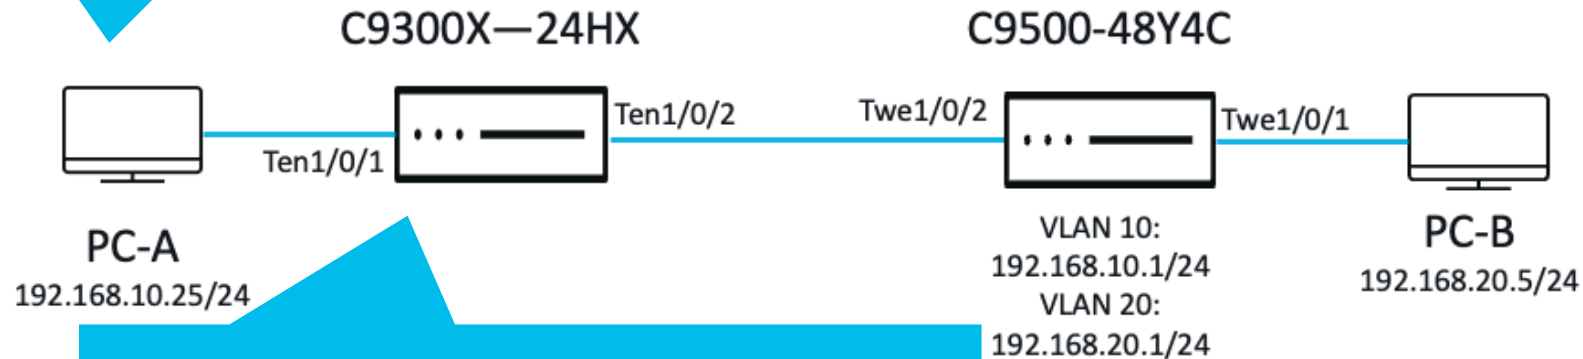 C9300X—24HX
C9500-48Y4C
Ten1/0/1
Ten1/0/2
Twe1/0/2
Twe1/0/1
PC-A
192.168.10.25/24
VLAN 10:
192.168.10.1/24
VLAN 20:
192.168.20.1/24
PC-B
192.168.20.5/24